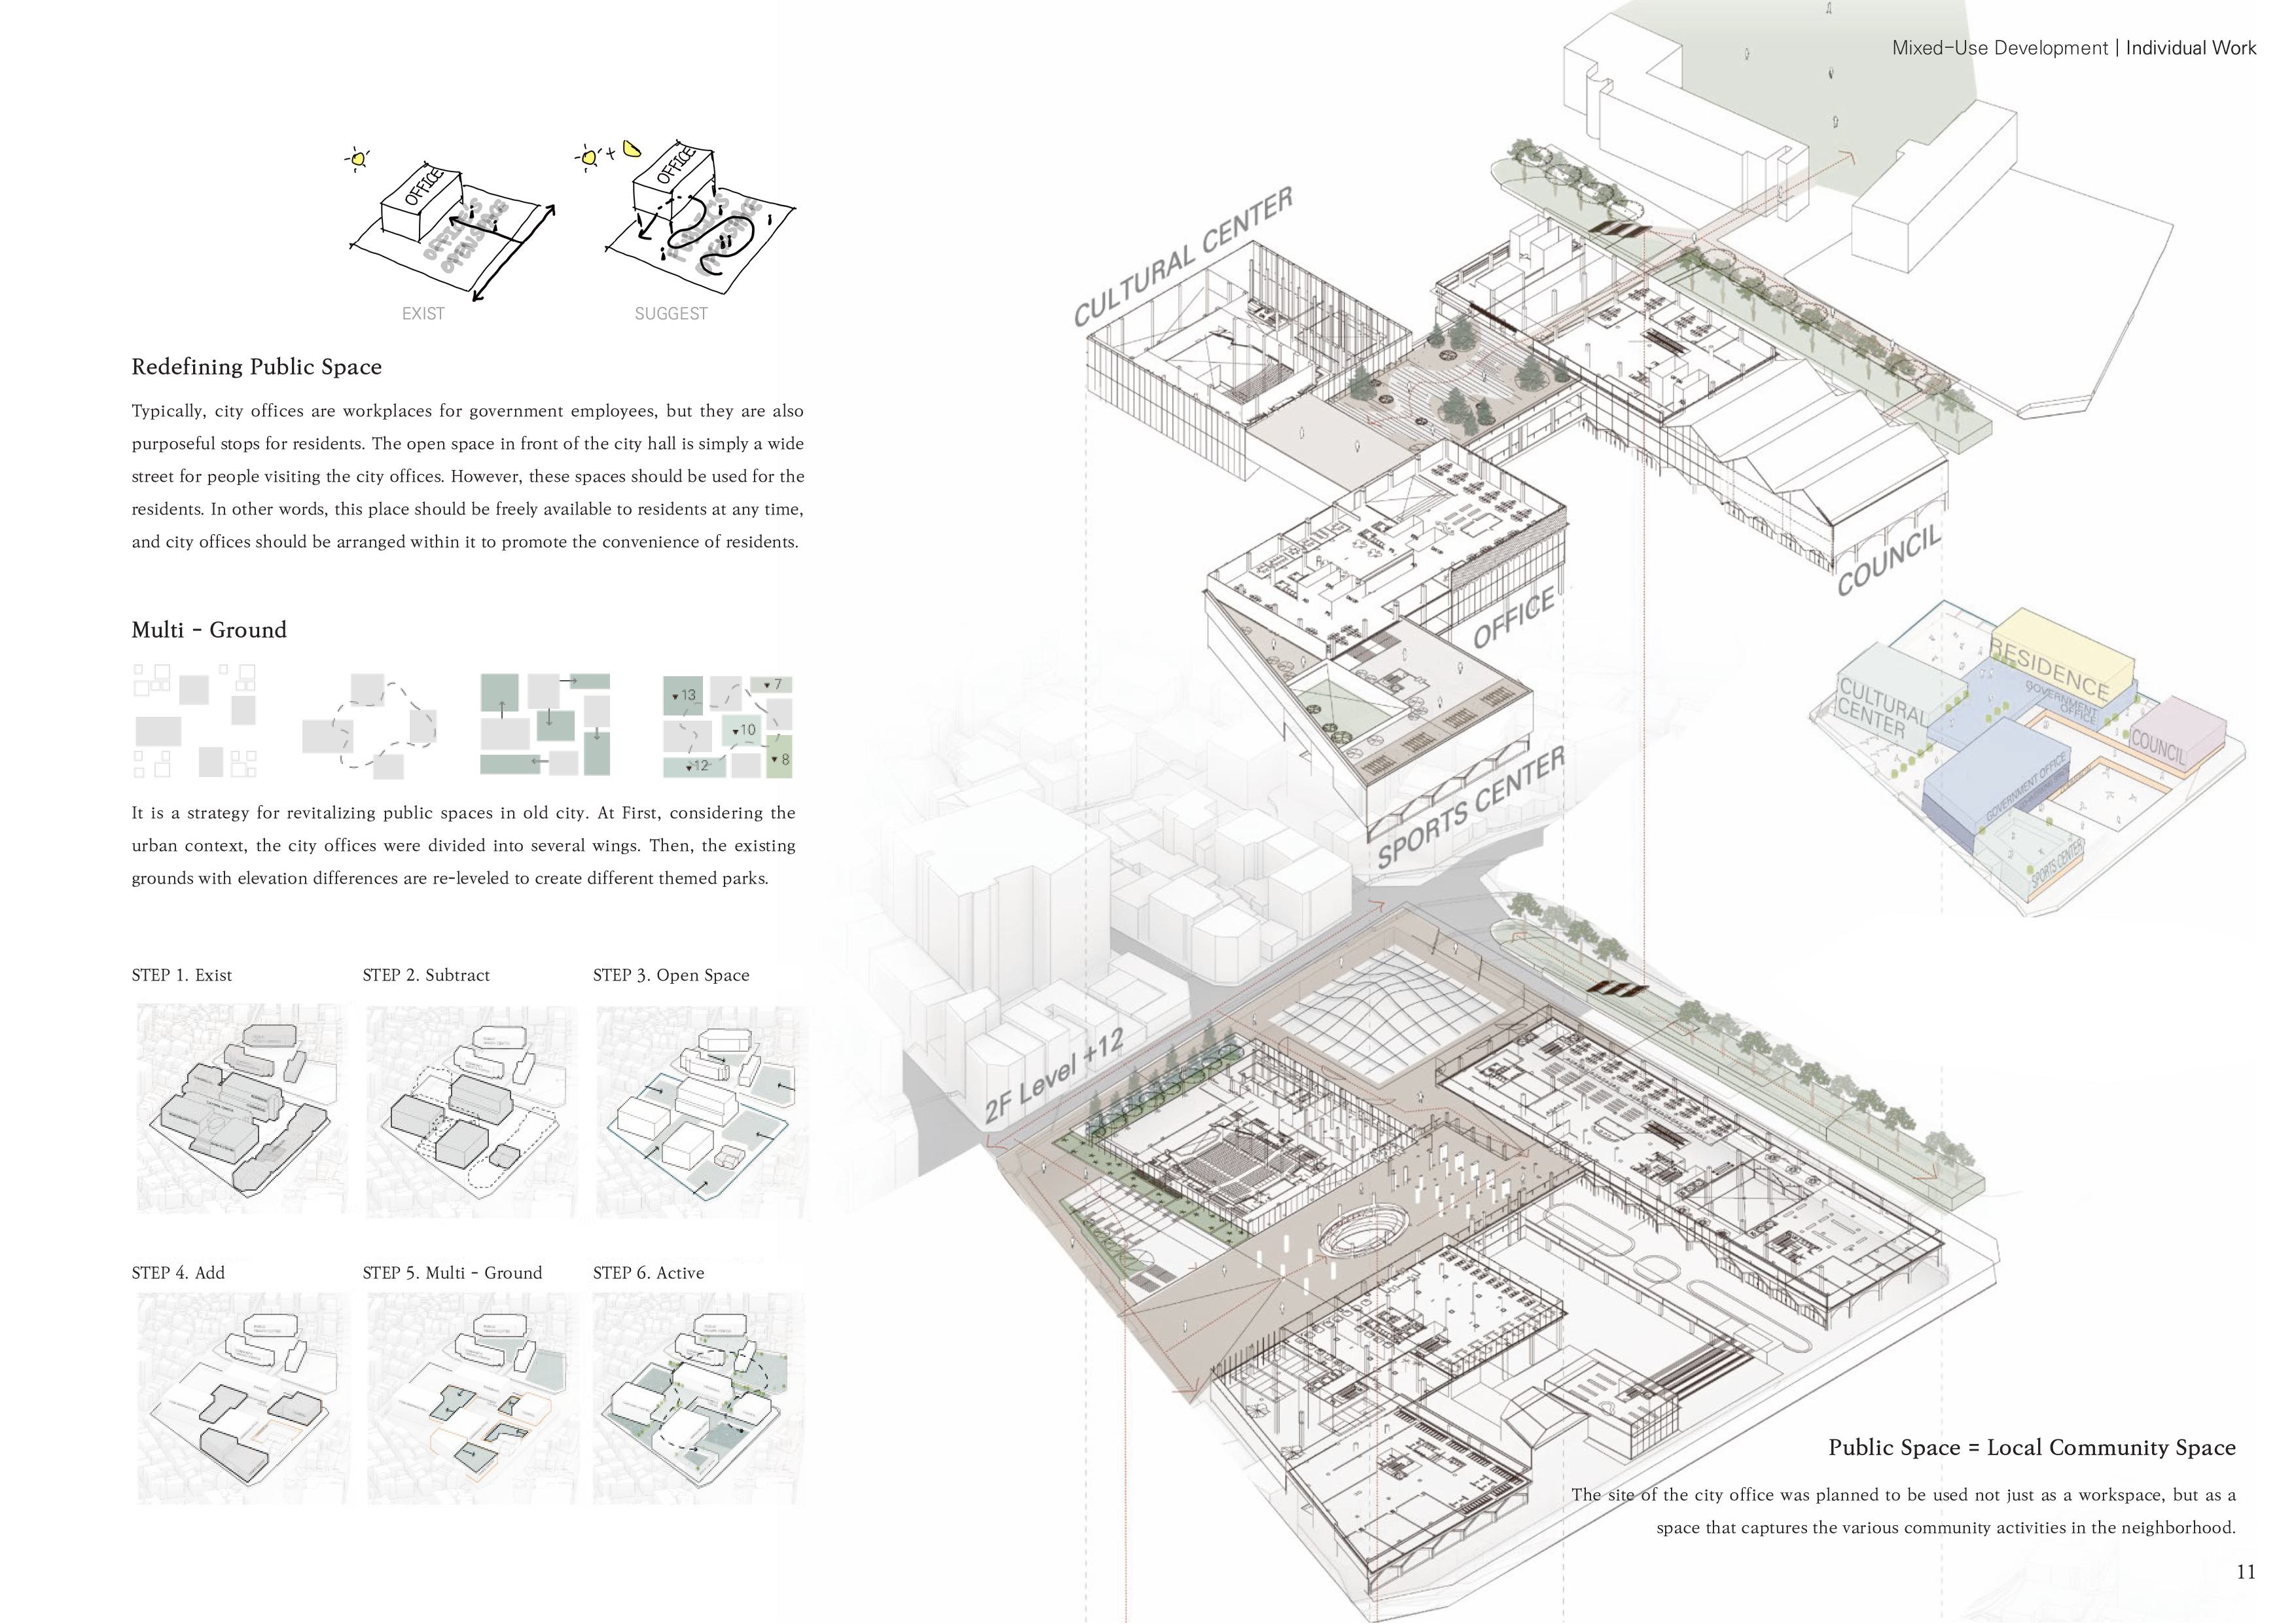 Mixed-Use Development | Individual Work
OFFICE
OFFICE'S
OPENSPACE
EXIST
OFFICE
SUGGEST
Redefining Public Space
Typically, city offices are workplaces for government employees, but they are also
purposeful stops for residents. The open space in front of the city hall is simply a wide
street for people visiting the city offices. However, these spaces should be used for the
residents. In other words, this place should be freely available to residents at any time,
and city offices should be arranged within it to promote the convenience of residents.
Multi - Ground
▾13
▾7
▾10
▾12
▾8
It is a strategy for revitalizing public spaces in old city. At First, considering the
urban context, the city offices were divided into several wings. Then, the existing
grounds with elevation differences are re-leveled to create different themed parks.
STEP 1. Exist
STEP 2. Subtract
STEP 3. Open Space
STEP 4. Add
STEP 5. Multi - Ground
STEP 6. Active
CULTURAL CENTER
COUNCIL
OFFICE
SPORTS CENTER
2F Level +12
RESIDENCE
GOVERNMENT
OFFICE
CULTURAL
CENTER
COUNCIL
GOVERNMENT OFFICE
SPORTS CENTER
Public Space = Local Community Space
The site of the city office was planned to be used not just as a workspace, but as a
space that captures the various community activities in the neighborhood.
11